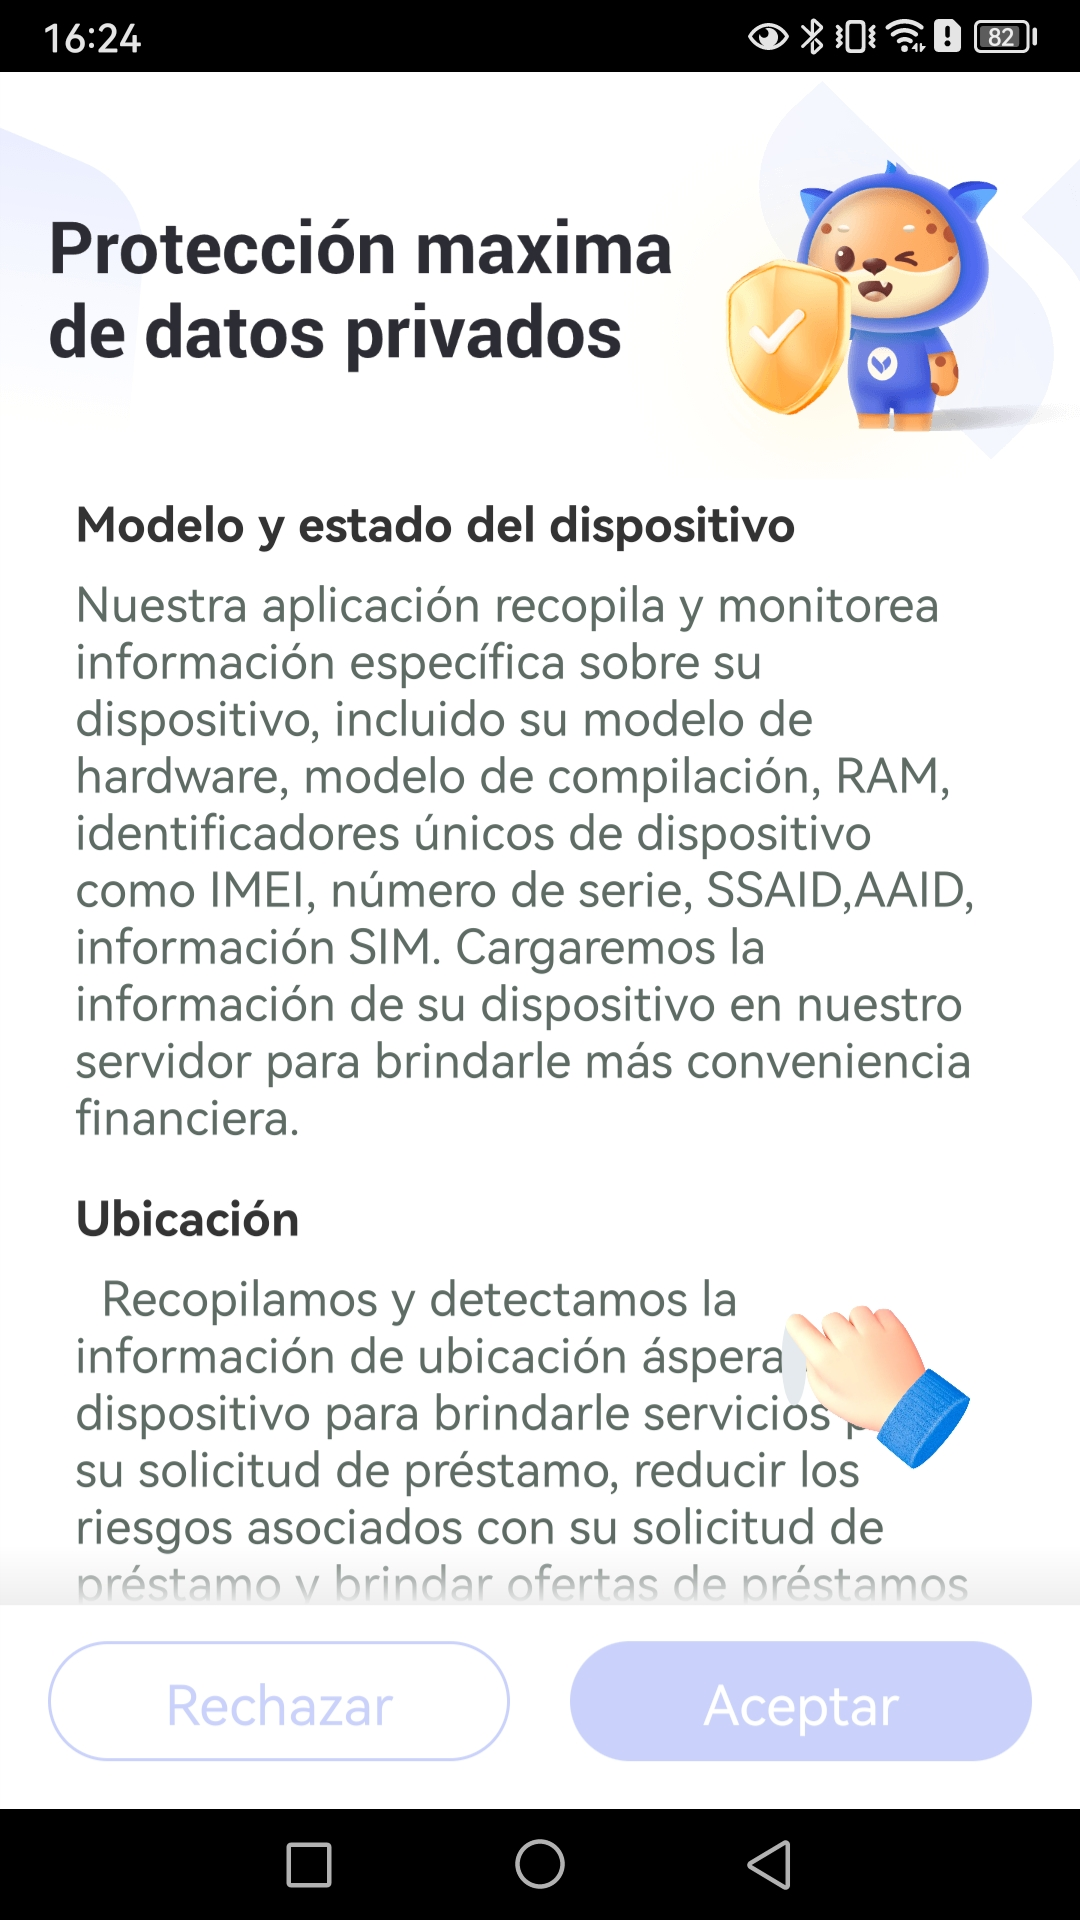 16:24
82
Protección maxima
de datos privados
Modelo y estado del dispositivo
Nuestra aplicación recopila y monitorea
información específica sobre su
dispositivo, incluido su modelo de
hardware, modelo de compilación, RAM,
identificadores únicos de dispositivo
como IMEI, número de serie, SSAID,AAID,
información SIM. Cargaremos la
información de su dispositivo en nuestro
servidor para brindarle más conveniencia
financiera.
Ubicación
Recopilamos y detectamos la
información de ubicación áspera
dispositivo para brindarle servicios
su solicitud de préstamo, reducir los
riesgos asociados con su solicitud de
préstamo y brindar ofertas de préstamos
Rechazar
Aceptar